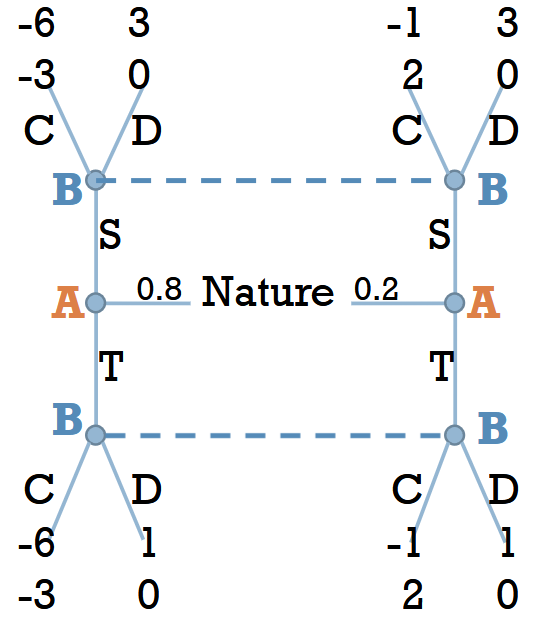 -6 3 -1 3
-3 0 2 0
C D C D
B B
S S
A 0.8 Nature 0.2 A
T T
B B
C D C D
-6 1 -1 1
-3 0 2 0